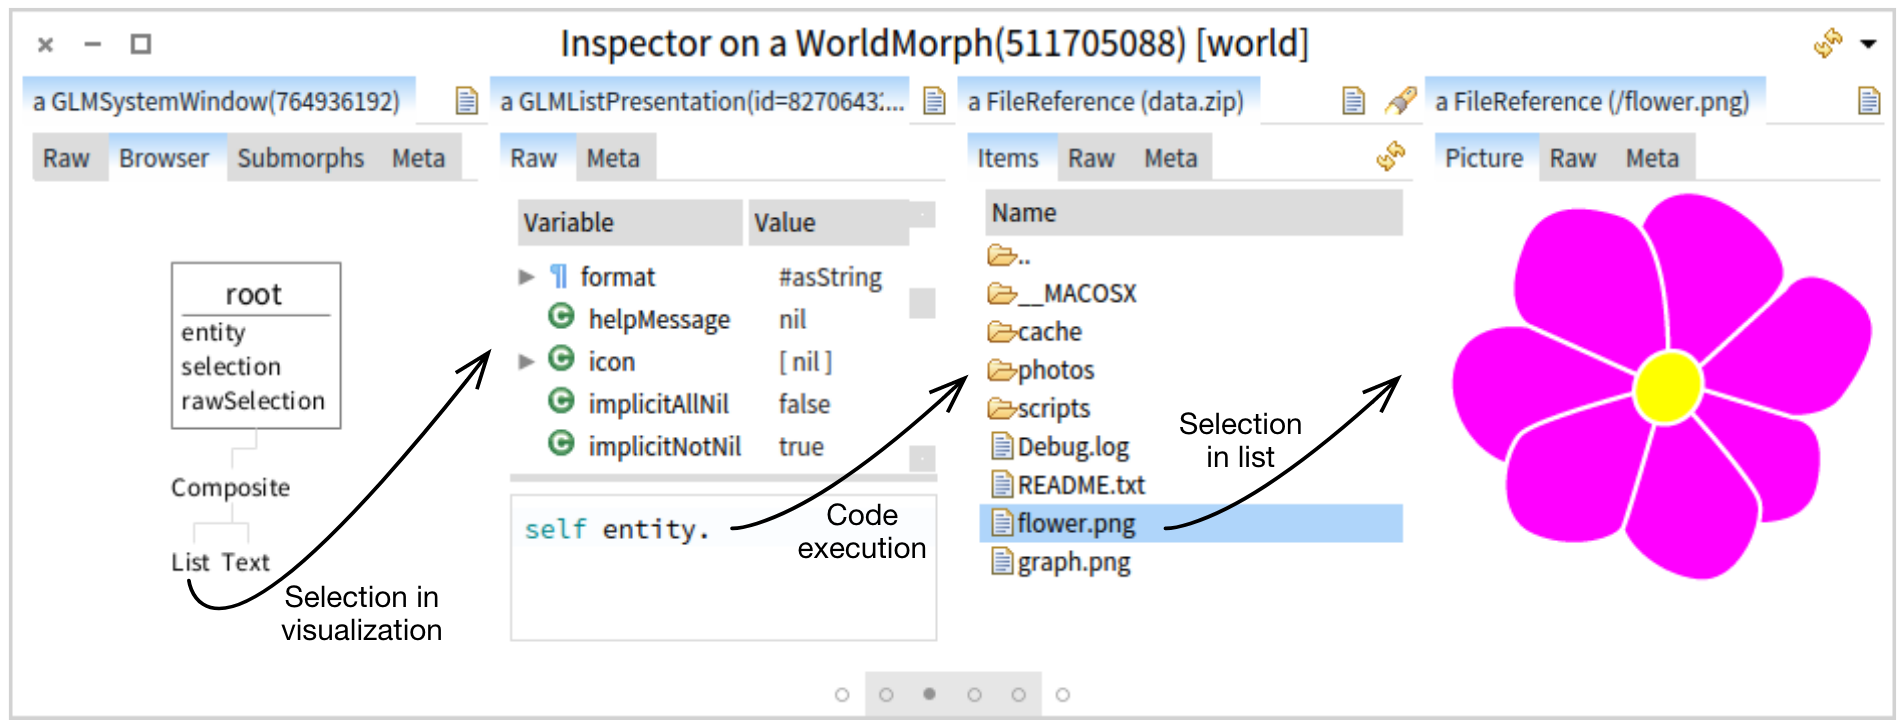 Inspector on a WorldMorph(511705088) [world]
a GLMSystemWindow(764936192)
Raw Browser Submorphs Meta
root
entity
selection
rawSelection
Composite
List Text
Selection in
visualization
a GLMListPresentation(id=82706432...
Raw Meta
Variable Value
format #asString
helpMessage nil
icon [ nil ]
implicitAllNil false
implicitNotNil true
self entity.
Code
execution
a FileReference (data.zip)
Items Raw Meta
Name
..
__MACOSX
cache
photos
scripts
Debug.log
README.txt
flower.png
graph.png
Selection
in list
a FileReference (/flower.png)
Picture Raw Meta